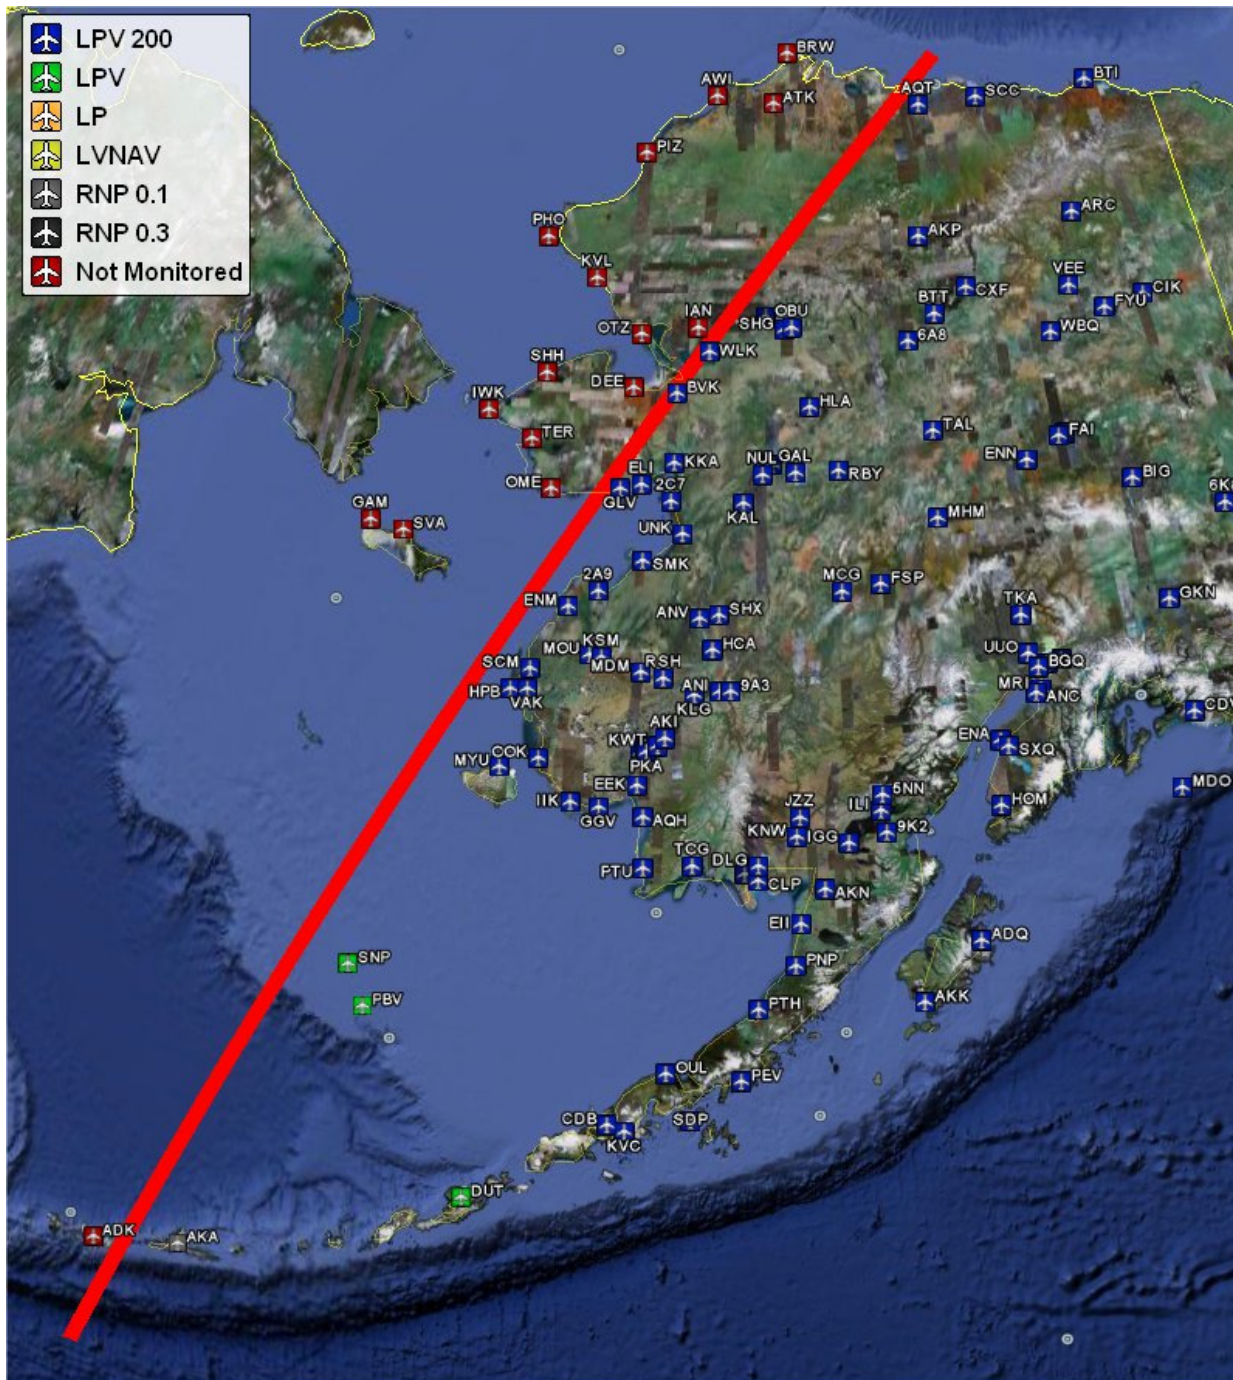 LPV 200
LPV
LP
LVNAV
RNP 0.1
RNP 0.3
Not Monitored
BRW
AWI
ATK
AQT
SCC
BTI
PIZ
PHO
AKP
ARC
KVL
BTT
CXF
VEE
FYU
CIK
OTZ
IAN
SHG
OBU
6A8
WBQ
WLK
SHH
DEE
BVK
IWK
HLA
TER
TAL
FAI
ENN
OME
GLV
ELI
KKA
2C7
NUL
GAL
RBY
BIG
KAL
GAM
SVA
UNK
MHM
SMK
2A9
ENM
MCG
FSP
GKN
TKA
ANV
SHX
MOU
KSM
MDM
RSH
HCA
UUO
BGQ
SCM
HPB
VAK
ANI
KLG
9A3
MRI
ANC
CDV
AKI
KWT
PKA
ENA
SXQ
MYU
COK
EEK
MDO
IIK
GGV
AQH
JZZ
5NN
ILI
HOM
KNW
IGG
9K2
PTU
TCG
DLG
CLP
AKN
EII
ADQ
SNP
PNP
PBV
PTH
AKK
OUL
PEV
CDB
KVC
SDP
DUT
ADK
AKA